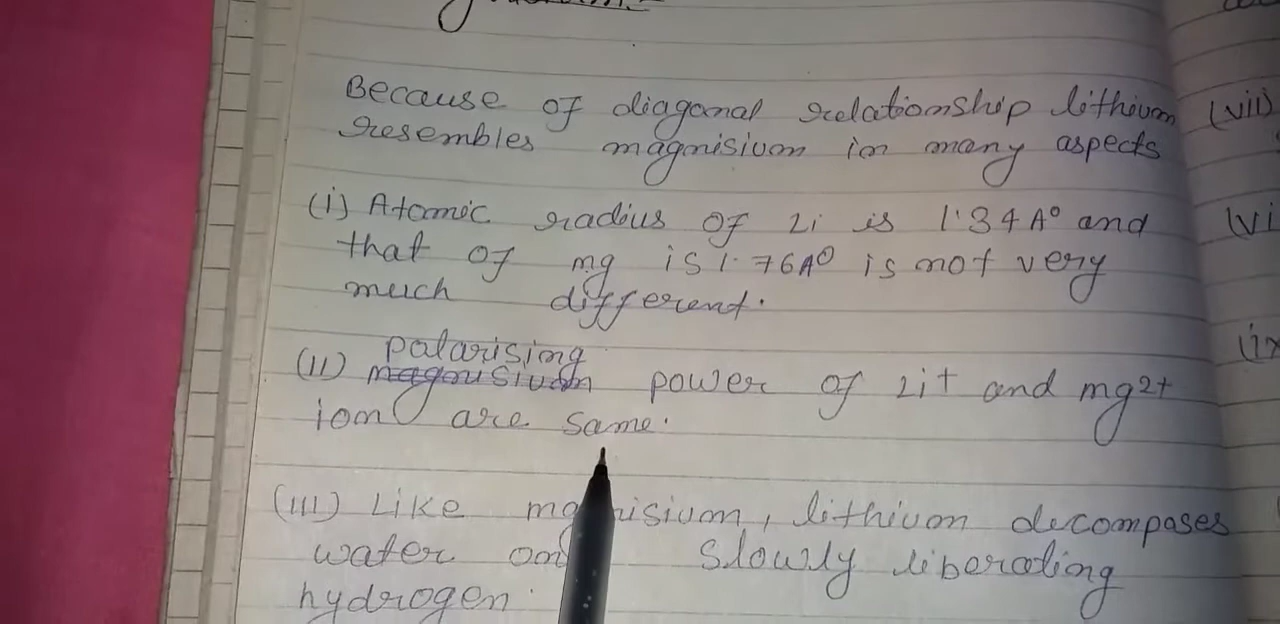 Because of diagonal relationship lithium (vii)
resembles magnisium in many aspects
(i) Atomic radius of Li is 1.34A° and
that of mg is 1.76A° is not very
much different.
palarising
(II) magnisium power of Li+ and mg2+
ion are same.
(III) Like magnisium, lithium decompases
water on slowly liberating
hydrogen.